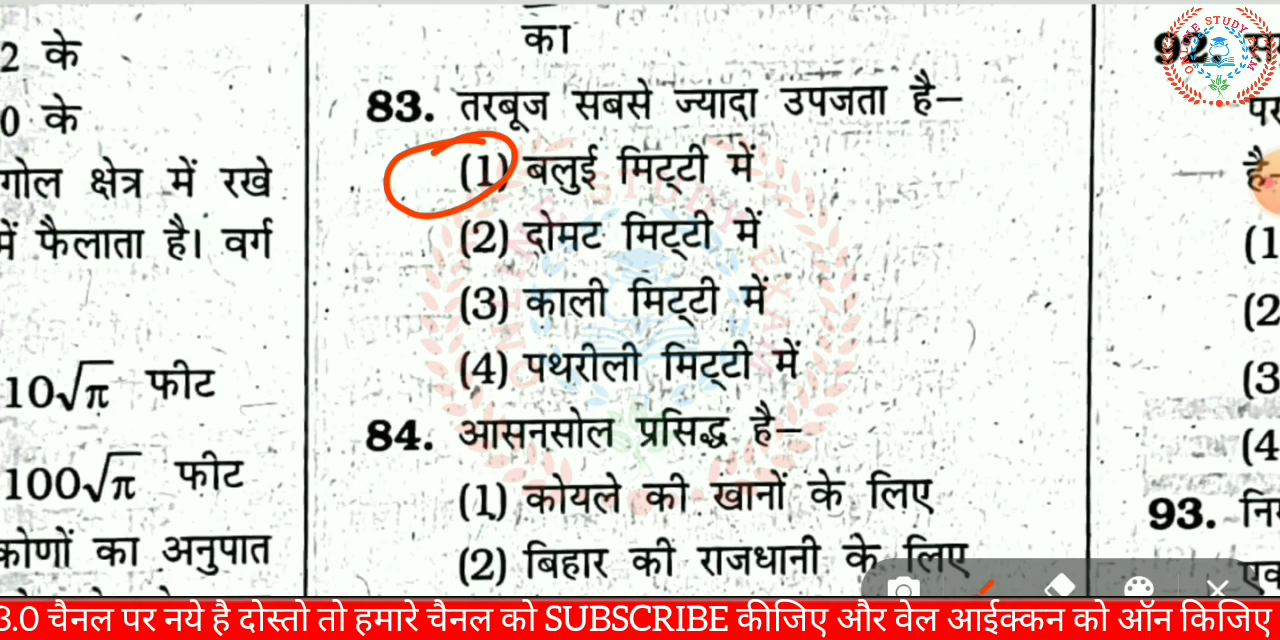 2 के
0 के
गोल क्षेत्र में रखे
में फैलाता है। वर्ग
10√π फीट
100√π फीट
कोणों का अनुपात
का
83. तरबूज सबसे ज्यादा उपजता है–
(1) बलुई मिट्टी में
(2) दोमट मिट्टी में
(3) काली मिट्टी में
(4) पथरीली मिट्टी में
84. आसनसोल प्रसिद्ध है–
(1) कोयले की खानों के लिए
(2) बिहार की राजधानी के लिए
92.
है–
(1
(2
(3
(4
93.
3.0 चैनल पर नये है दोस्तो तो हमारे चैनल को SUBSCRIBE कीजिए और वेल आईक्कन को ऑन किजिए